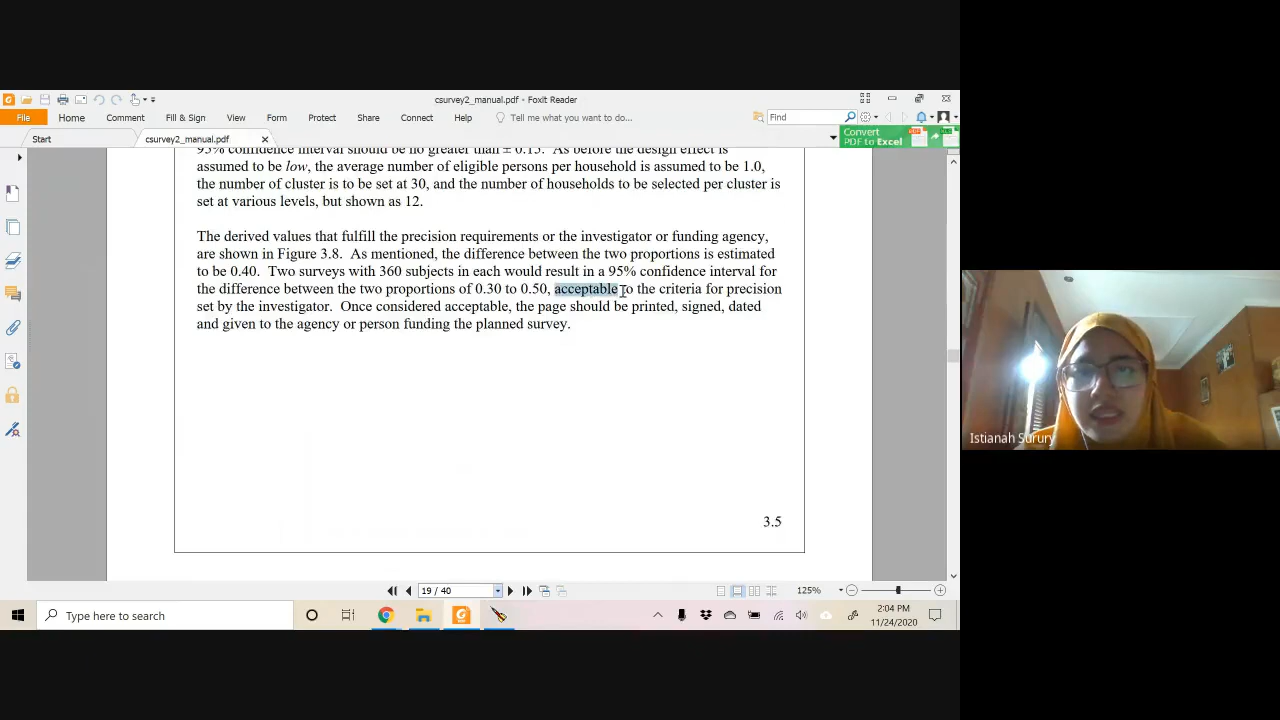 csurvey2_manual.pdf - Foxit Reader
File Home Comment Fill & Sign View Form Protect Share Connect Help Tell me what you want to do... Find
Start csurvey2_manual.pdf
Convert
PDF to Excel
95% confidence interval should be no greater than ± 0.15. As before the design effect is
assumed to be low, the average number of eligible persons per household is assumed to be 1.0,
the number of cluster is to be set at 30, and the number of households to be selected per cluster is
set at various levels, but shown as 12.
The derived values that fulfill the precision requirements or the investigator or funding agency,
are shown in Figure 3.8. As mentioned, the difference between the two proportions is estimated
to be 0.40. Two surveys with 360 subjects in each would result in a 95% confidence interval for
the difference between the two proportions of 0.30 to 0.50, acceptable to the criteria for precision
set by the investigator. Once considered acceptable, the page should be printed, signed, dated
and given to the agency or person funding the planned survey.
3.5
Istianah Surury
19 / 40
125%
Type here to search
2:04 PM
11/24/2020